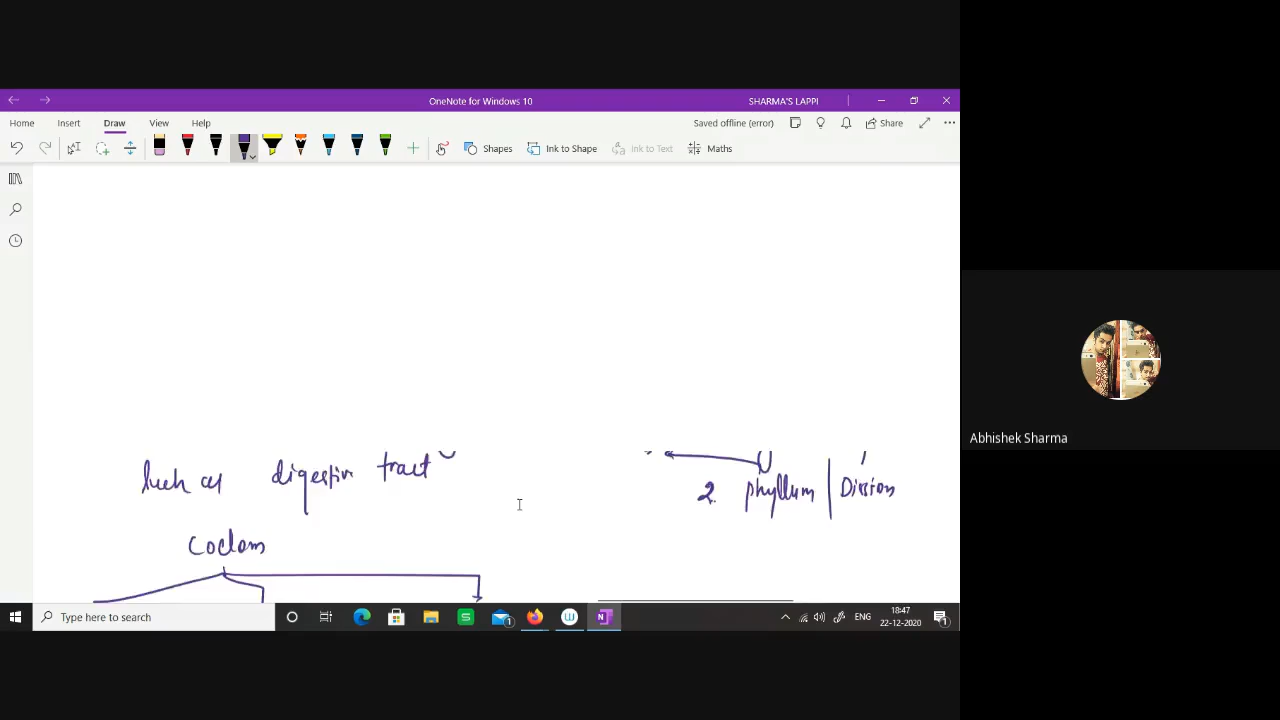 OneNote for Windows 10
SHARMA'S LAPPI
Home Insert Draw View Help
Saved offline (error)
Share
Shapes
Ink to Shape
Ink to Text
Maths
digestive tract
2. phyllum | Division
Coelom
Abhishek Sharma
Type here to search
1
ENG
18:47
22-12-2020
1